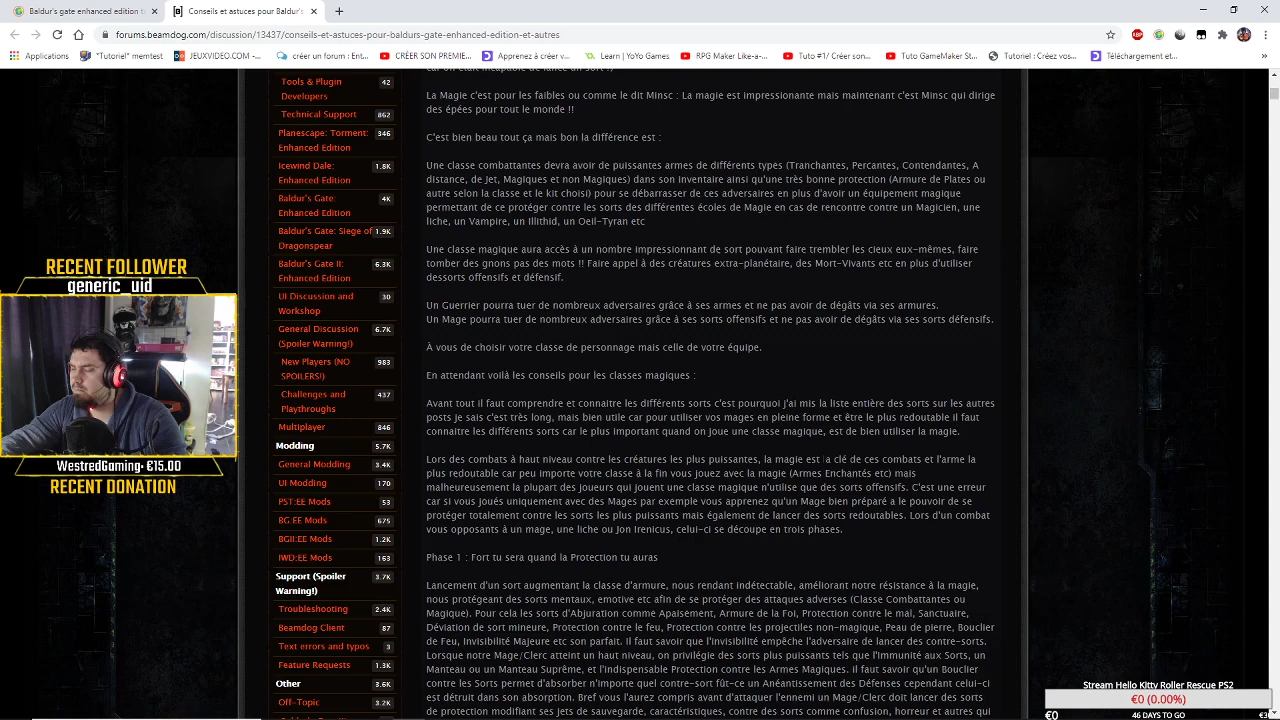 "Tutoriel" émotic
*Tutoriel* emotics
Conseils et astuces pour Baldur'
forums.beamdog.com/discussion/13437/conseils-et-astuces-pour-baldurs-gate-edition-et-autres
Applications
*Tutoriel* emotics s...
JEUXVIDEO.COM - L...
créer un forum : Ent...
CRÉER SON PREMIE...
Apprenez à créer v...
Learn | YoYo Games
RPG Maker Like-a-...
Tuto #1/ Créer son...
Tuto GameMaker St...
Tutoriel : Créez vo...
Téléchargement et...
Tools & Plugin 42
Developers
Technical Support 862
Planescape: Torment: 346
Enhanced Edition
Icewind Dale: 1.8K
Enhanced Edition
Baldur's Gate: 4K
Enhanced Edition
Baldur's Gate: Siege of 1.9K
Dragonspear
Baldur's Gate II: 6.3K
Enhanced Edition
UI Discussion and 30
Workshop
General Discussion 6.7K
(Spoiler Warning!)
New Players (NO 983
SPOILERS!)
Challenges and 437
Playthroughs
Multiplayer 846
Modding 5.7K
General Modding 3.4K
UI Modding 170
PST:EE Mods 53
BG:EE Mods 675
BGII:EE Mods 1.2K
IWD:EE Mods 163
Support (Spoiler 3.7K
Warning!)
Troubleshooting 2.4K
Beamdog Client 87
Text errors and typos 3
Feature Requests 1.3K
Other 3.6K
Off-Topic 3.2K
La Magie c'est pour les faibles ou comme le dit Minsc : La magie est impressionante mais maintenant c'est Minsc qui dirige
des épées pour tout le monde !!
C'est bien beau tout ça mais bon la différence est :
Une classe combattantes devra avoir de puissantes armes de différents types (Tranchantes, Percantes, Contendantes, A
distance, de Jet, Magiques et non Magiques) dans son inventaire ainsi qu'une très bonne protection (Armure de Plates ou
autre selon la classe et le kit choisi) pour se débarrasser de ces adversaires en plus d'avoir un équipement magique
permettant de ce protéger contre les sorts des différentes écoles de Magie en cas de rencontre contre un Magicien, une
liche, un Vampire, un Illithid, un Oeil-Tyran etc
Une classe magique aura accès à un nombre impressionnant de sort pouvant faire trembler les cieux eux-mêmes, faire
tomber des gnons pas des mots !! Faire appel à des créatures extra-planétaire, des Mort-Vivants etc en plus d'utiliser
dessorts offensifs et défensif.
Un Guerrier pourra tuer de nombreux adversaires grâce à ses armes et ne pas avoir de dégâts via ses armures.
Un Mage pourra tuer de nombreux adversaires grâce à ses sorts offensifs et ne pas avoir de dégâts via ses sorts défensifs.
À vous de choisir votre classe de personnage mais celle de votre équipe.
En attendant voilà les conseils pour les classes magiques :
Avant tout il faut comprendre et connaitre les différents sorts c'est pourquoi j'ai mis la liste entière des sorts sur les autres
posts je sais c'est très long, mais bien utile car pour utiliser vos mages en pleine forme et être le plus redoutable il faut
connaitre les différents sorts car le plus important quand on joue une classe magique, est de bien utiliser la magie.
Lors des combats à haut niveau contre les créatures les plus puissantes, la magie est la clé de ces combats et l'arme la
plus redoutable car peu importe votre classe à la fin vous jouez avec la magie (Armes Enchantés etc) mais
malheureusement la plupart des joueurs qui jouent une classe magique n'utilise que des sorts offensifs. C'est une erreur
car si vous joués uniquement avec des Mages par exemple vous comprenez qu'un Mage bien préparé a le pouvoir de se
protéger totalement contre les sorts les plus puissants mais également de lancer des sorts redoutables. Lors d'un combat
vous opposants à un mage, une liche ou Jon Irenicus, celui-ci se découpe en trois phases.
Phase 1 : Fort tu sera quand la Protection tu auras
Lancement d'un sort augmentant la classe d'armure, nous rendant indétectable, améliorant notre résistance à la magie,
nous protégeant des sorts mentaux, emotive etc afin de se protéger des attaques adverses (Classe Combattantes ou
Magique). Pour cela les sorts d'Abjuration comme Apaisement, Armure de la Foi, Protection contre le mal, Sanctuaire,
Déviation de sort mineure, Protection contre le feu, Protection contre les projectiles non-magique, Peau de pierre, Bouclier
de Feu, Invisibilité Majeure etc son parfait. Il faut savoir que l'invisibilité empêche l'adversaire de lancer des contre-sorts.
Lorsque notre Mage/Clerc atteint un haut niveau, on privilégie des sorts plus puissants tels que l'Immunité aux Sorts, un
Manteau ou un Manteau Suprême, et l'indispensable Protection contre les Armes Magiques. il faut savoir qu'un Bouclier
contre les Sorts permet d'absorber n'importe quel contre-sort fût-ce un Anéantissement des Défenses cependant celui-ci
est détruit dans son absorption. Bref vous l'aurez compris avant d'attaquer l'ennemi un Mage/Clerc doit lancer des sorts
de protection modifiant ses jets de sauvegarde, caractéristiques, contre des sorts comme confusion, horreur et autres qui
RECENT FOLLOWER
generic_uid
WestredGaming• €15.00
RECENT DONATION
Stream Hello Kitty Roller Rescue PS2
€0 (0.00%)
€0 46 DAYS TO GO